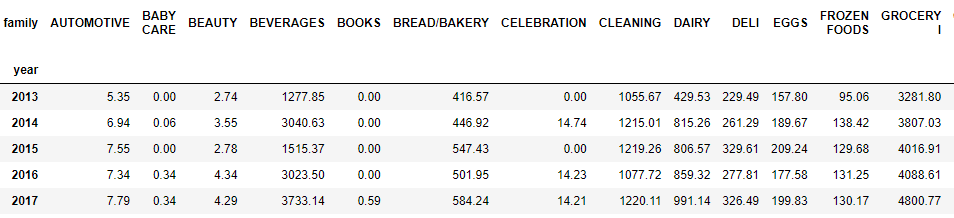 family AUTOMOTIVE BABY CARE BEAUTY BEVERAGES BOOKS BREAD/BAKERY CELEBRATION CLEANING DAIRY DELI EGGS FROZEN FOODS GROCERY I
year
2013 5.35 0.00 2.74 1277.85 0.00 416.57 0.00 1055.67 429.53 229.49 157.80 95.06 3281.80
2014 6.94 0.06 3.55 3040.63 0.00 446.92 14.74 1215.01 815.26 261.29 189.67 138.42 3807.03
2015 7.55 0.00 2.78 1515.37 0.00 547.43 0.00 1219.26 806.57 329.61 209.24 129.68 4016.91
2016 7.34 0.34 4.34 3023.50 0.00 501.95 14.23 1077.72 859.32 277.81 177.58 131.25 4088.61
2017 7.79 0.34 4.29 3733.14 0.59 584.24 14.21 1220.11 991.14 326.49 199.83 130.17 4800.77